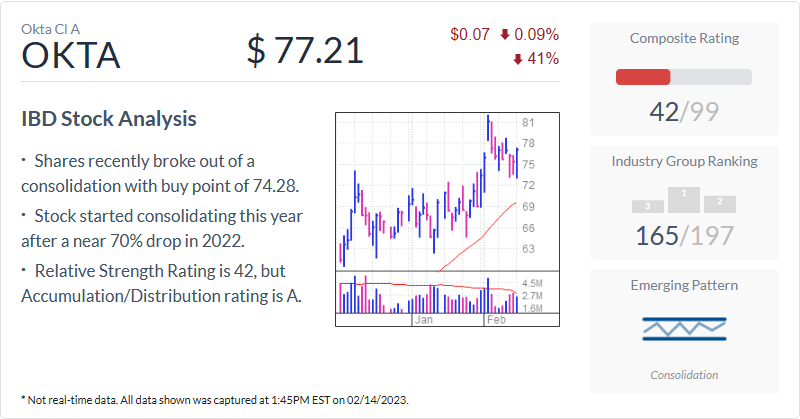 Okta Cl A
OKTA
$ 77.21
$0.07 0.09%
41%
IBD Stock Analysis
· Shares recently broke out of a
consolidation with buy point of 74.28.
· Stock started consolidating this year
after a near 70% drop in 2022.
· Relative Strength Rating is 42, but
Accumulation/Distribution rating is A.
81
78
75
72
69
66
63
4.5M
2.7M
1.6M
Jan
Feb
Composite Rating
42/99
Industry Group Ranking
3
1
2
165/197
Emerging Pattern
Consolidation
* Not real-time data. All data shown was captured at 1:45PM EST on 02/14/2023.